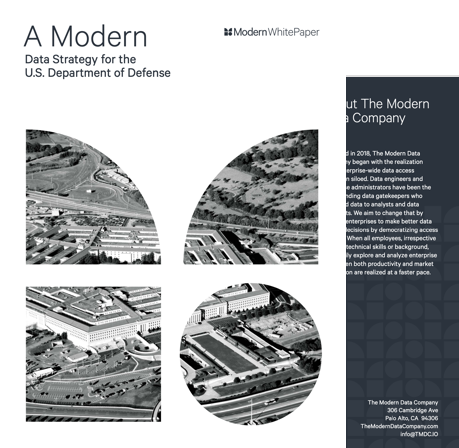 A Modern
Data Strategy for the
U.S. Department of Defense
ModernWhitePaper
ut The Modern
a Company
d in 2018, The Modern Data
ny began with the realization
erprise-wide data access
n siloed. Data engineers and
e administrators have been the
nding data gatekeepers who
d data to analysts and data
ts. We aim to change that by
enterprises to make better data
decisions by democratizing access
When all employees, irrespective
technical skills or background,
ly explore and analyze enterprise
en both productivity and market
on are realized at a faster pace.
The Modern Data Company
306 Cambridge Ave
Palo Alto, CA 94306
TheModernDataCompany.com
info@TMDC.IO